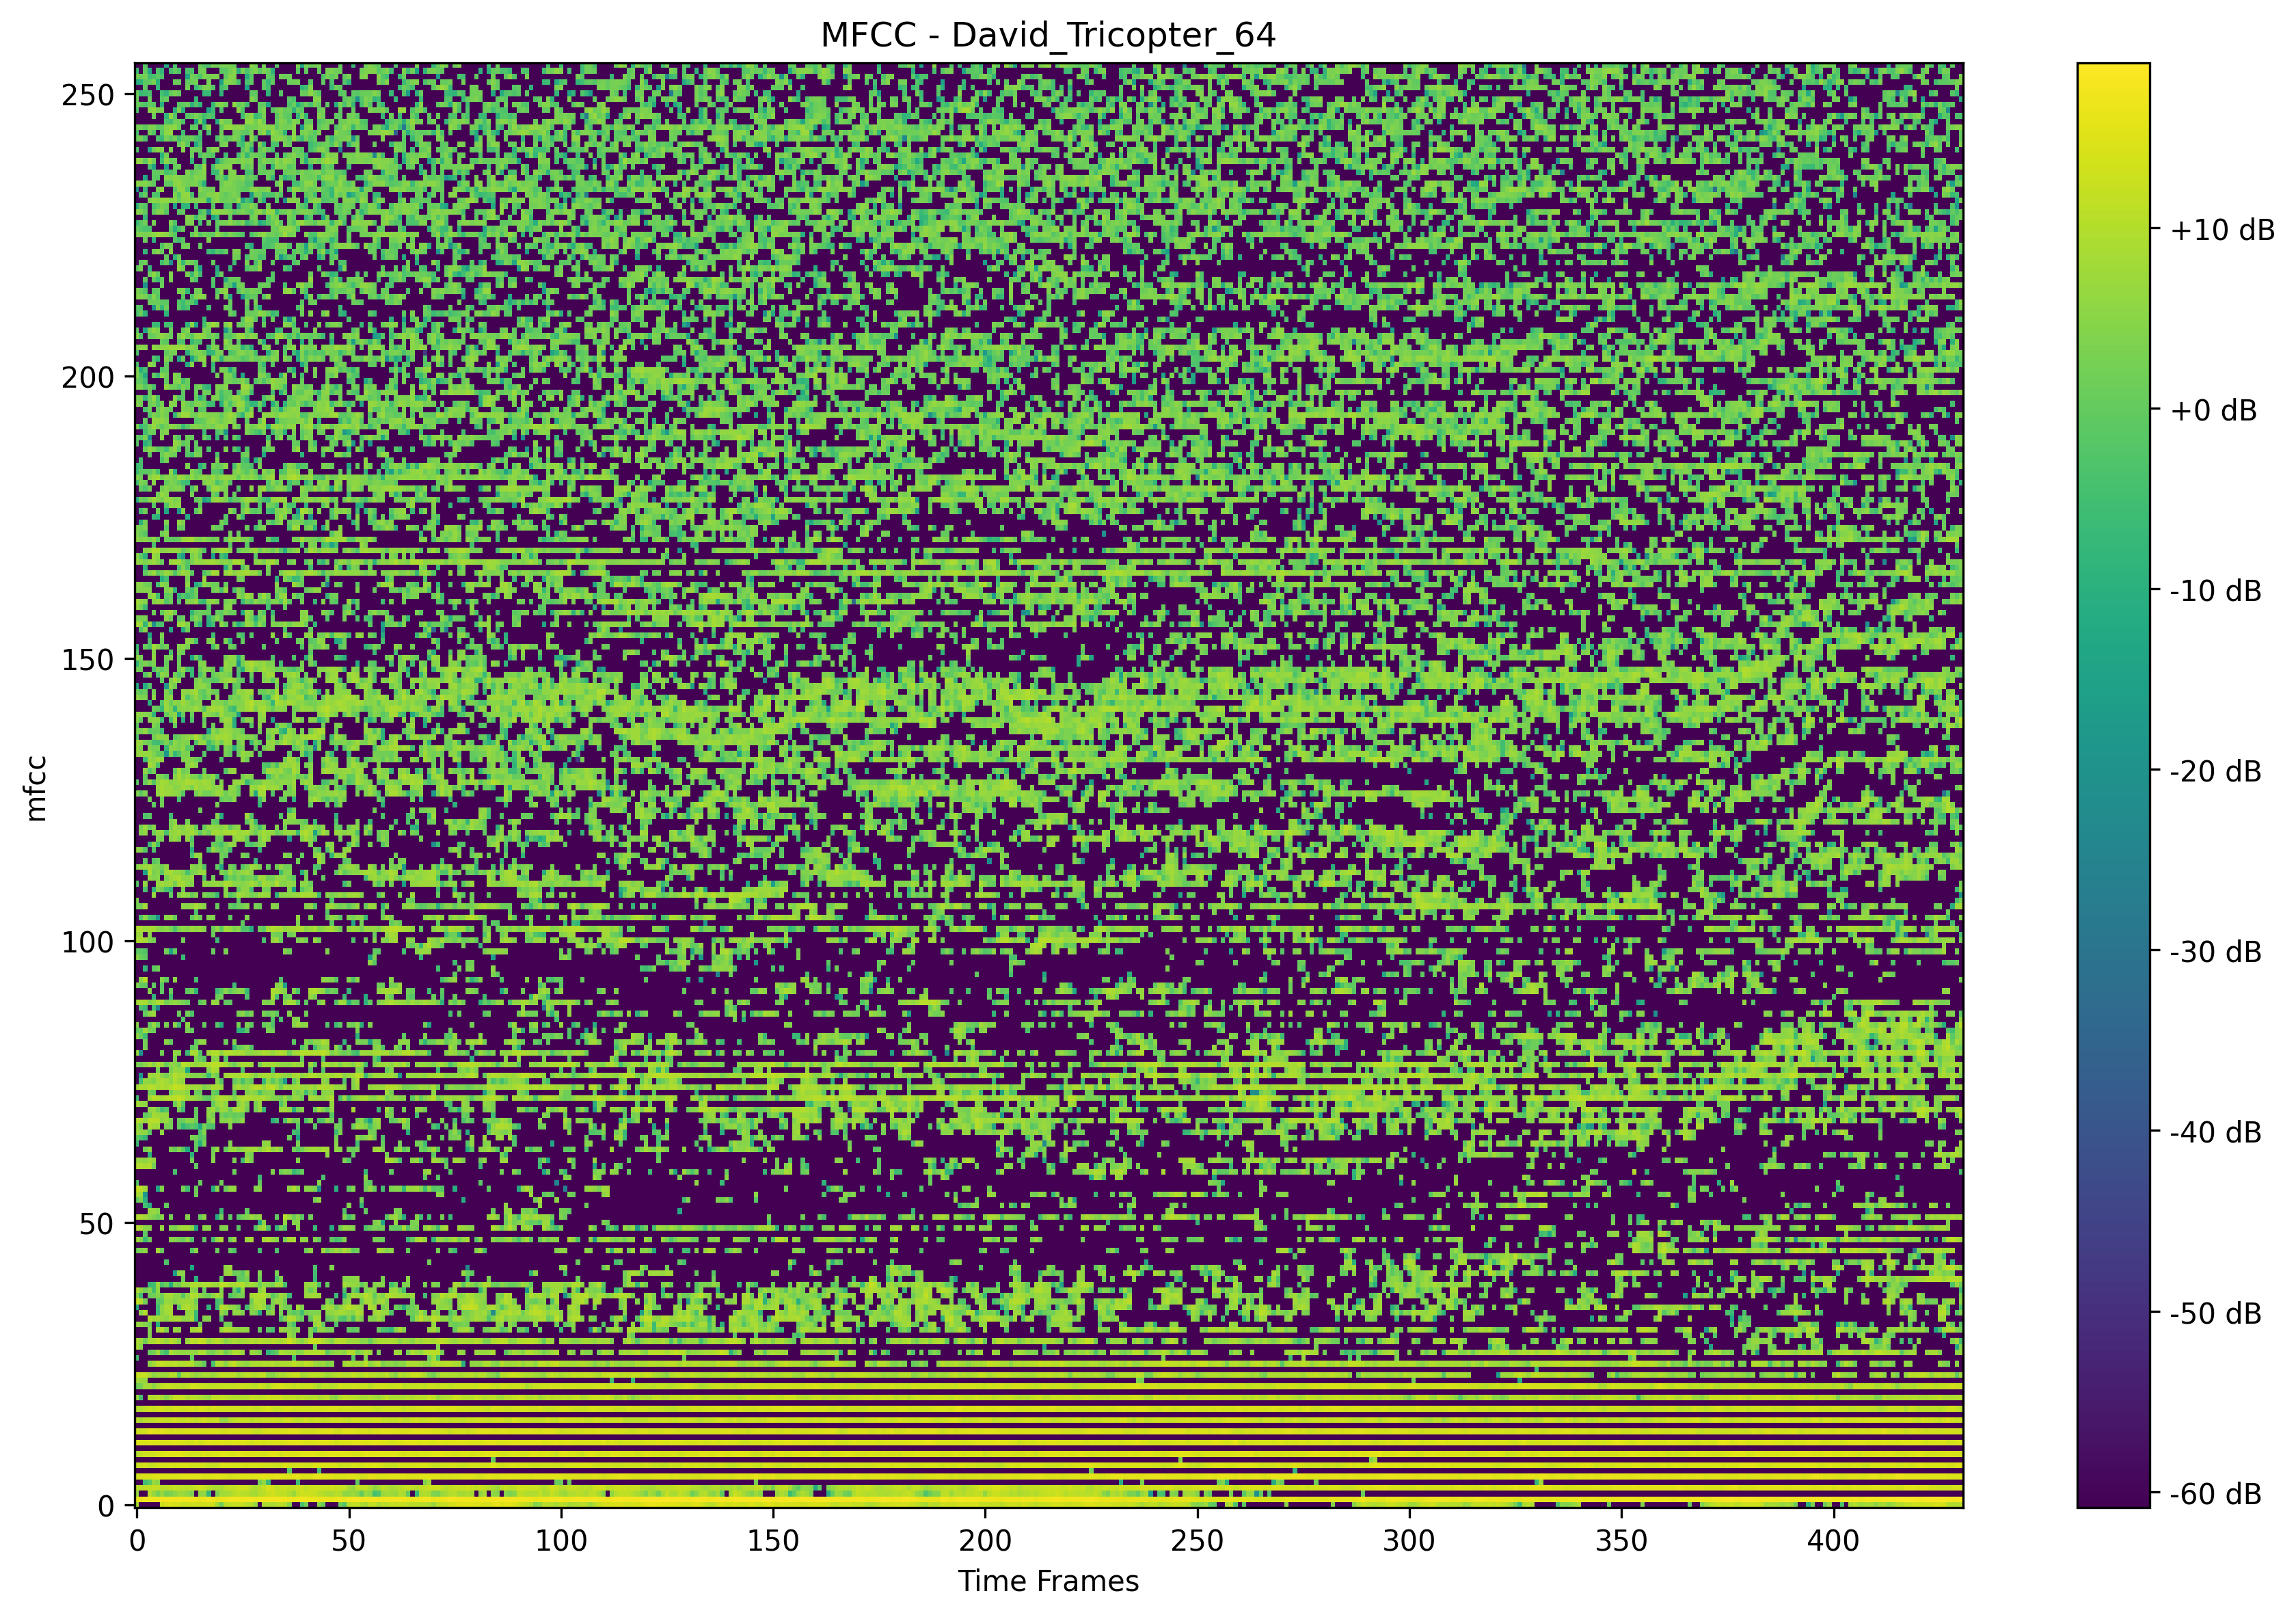 MFCC - David_Tricopter_64
250
200
150
100
50
0
mfcc
0 50 100 150 200 250 300 350 400
Time Frames
+10 dB
+0 dB
-10 dB
-20 dB
-30 dB
-40 dB
-50 dB
-60 dB